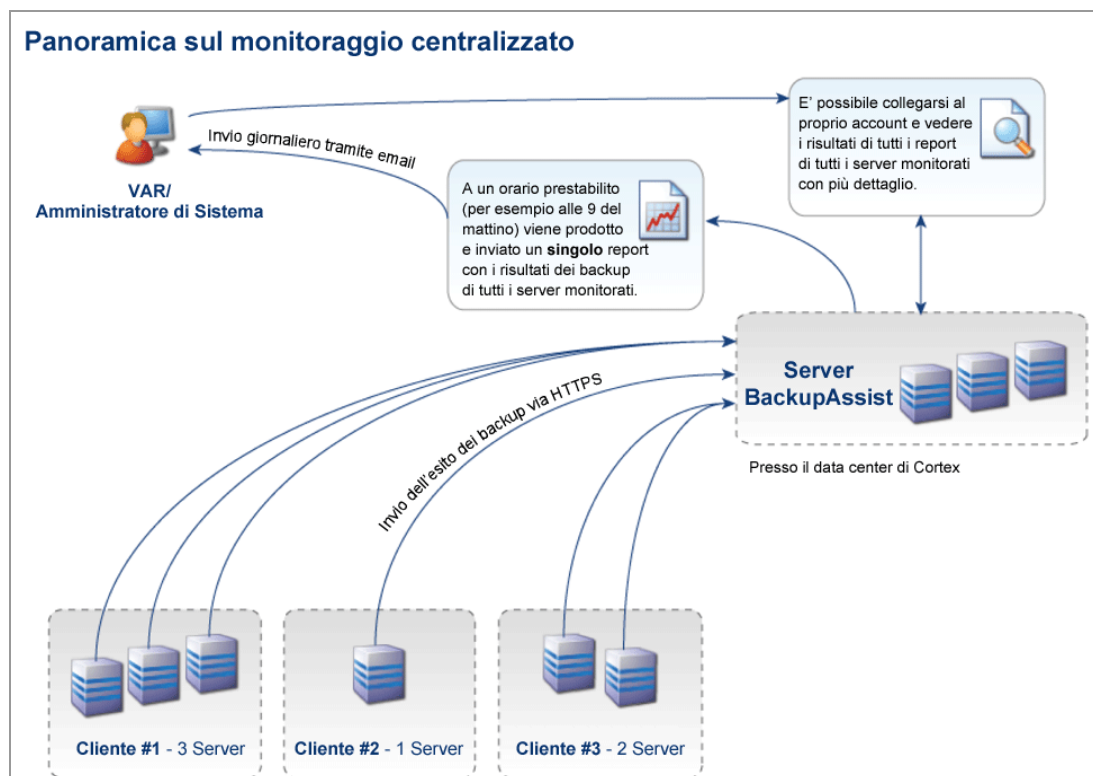 Panoramica sul monitoraggio centralizzato
E' possibile collegarsi al
proprio account e vedere
i risultati di tutti i report
di tutti i server monitorati
con più dettaglio.
Invio giornaliero tramite email
VAR/
Amministratore di Sistema
A un orario prestabilito
(per esempio alle 9 del
mattino) viene prodotto
e inviato un singolo report
con i risultati dei backup
di tutti i server monitorati.
Server
BackupAssist
Presso il data center di Cortex
Invio dell'esito dei backup via HTTPS
Cliente #1 - 3 Server
Cliente #2 - 1 Server
Cliente #3 - 2 Server